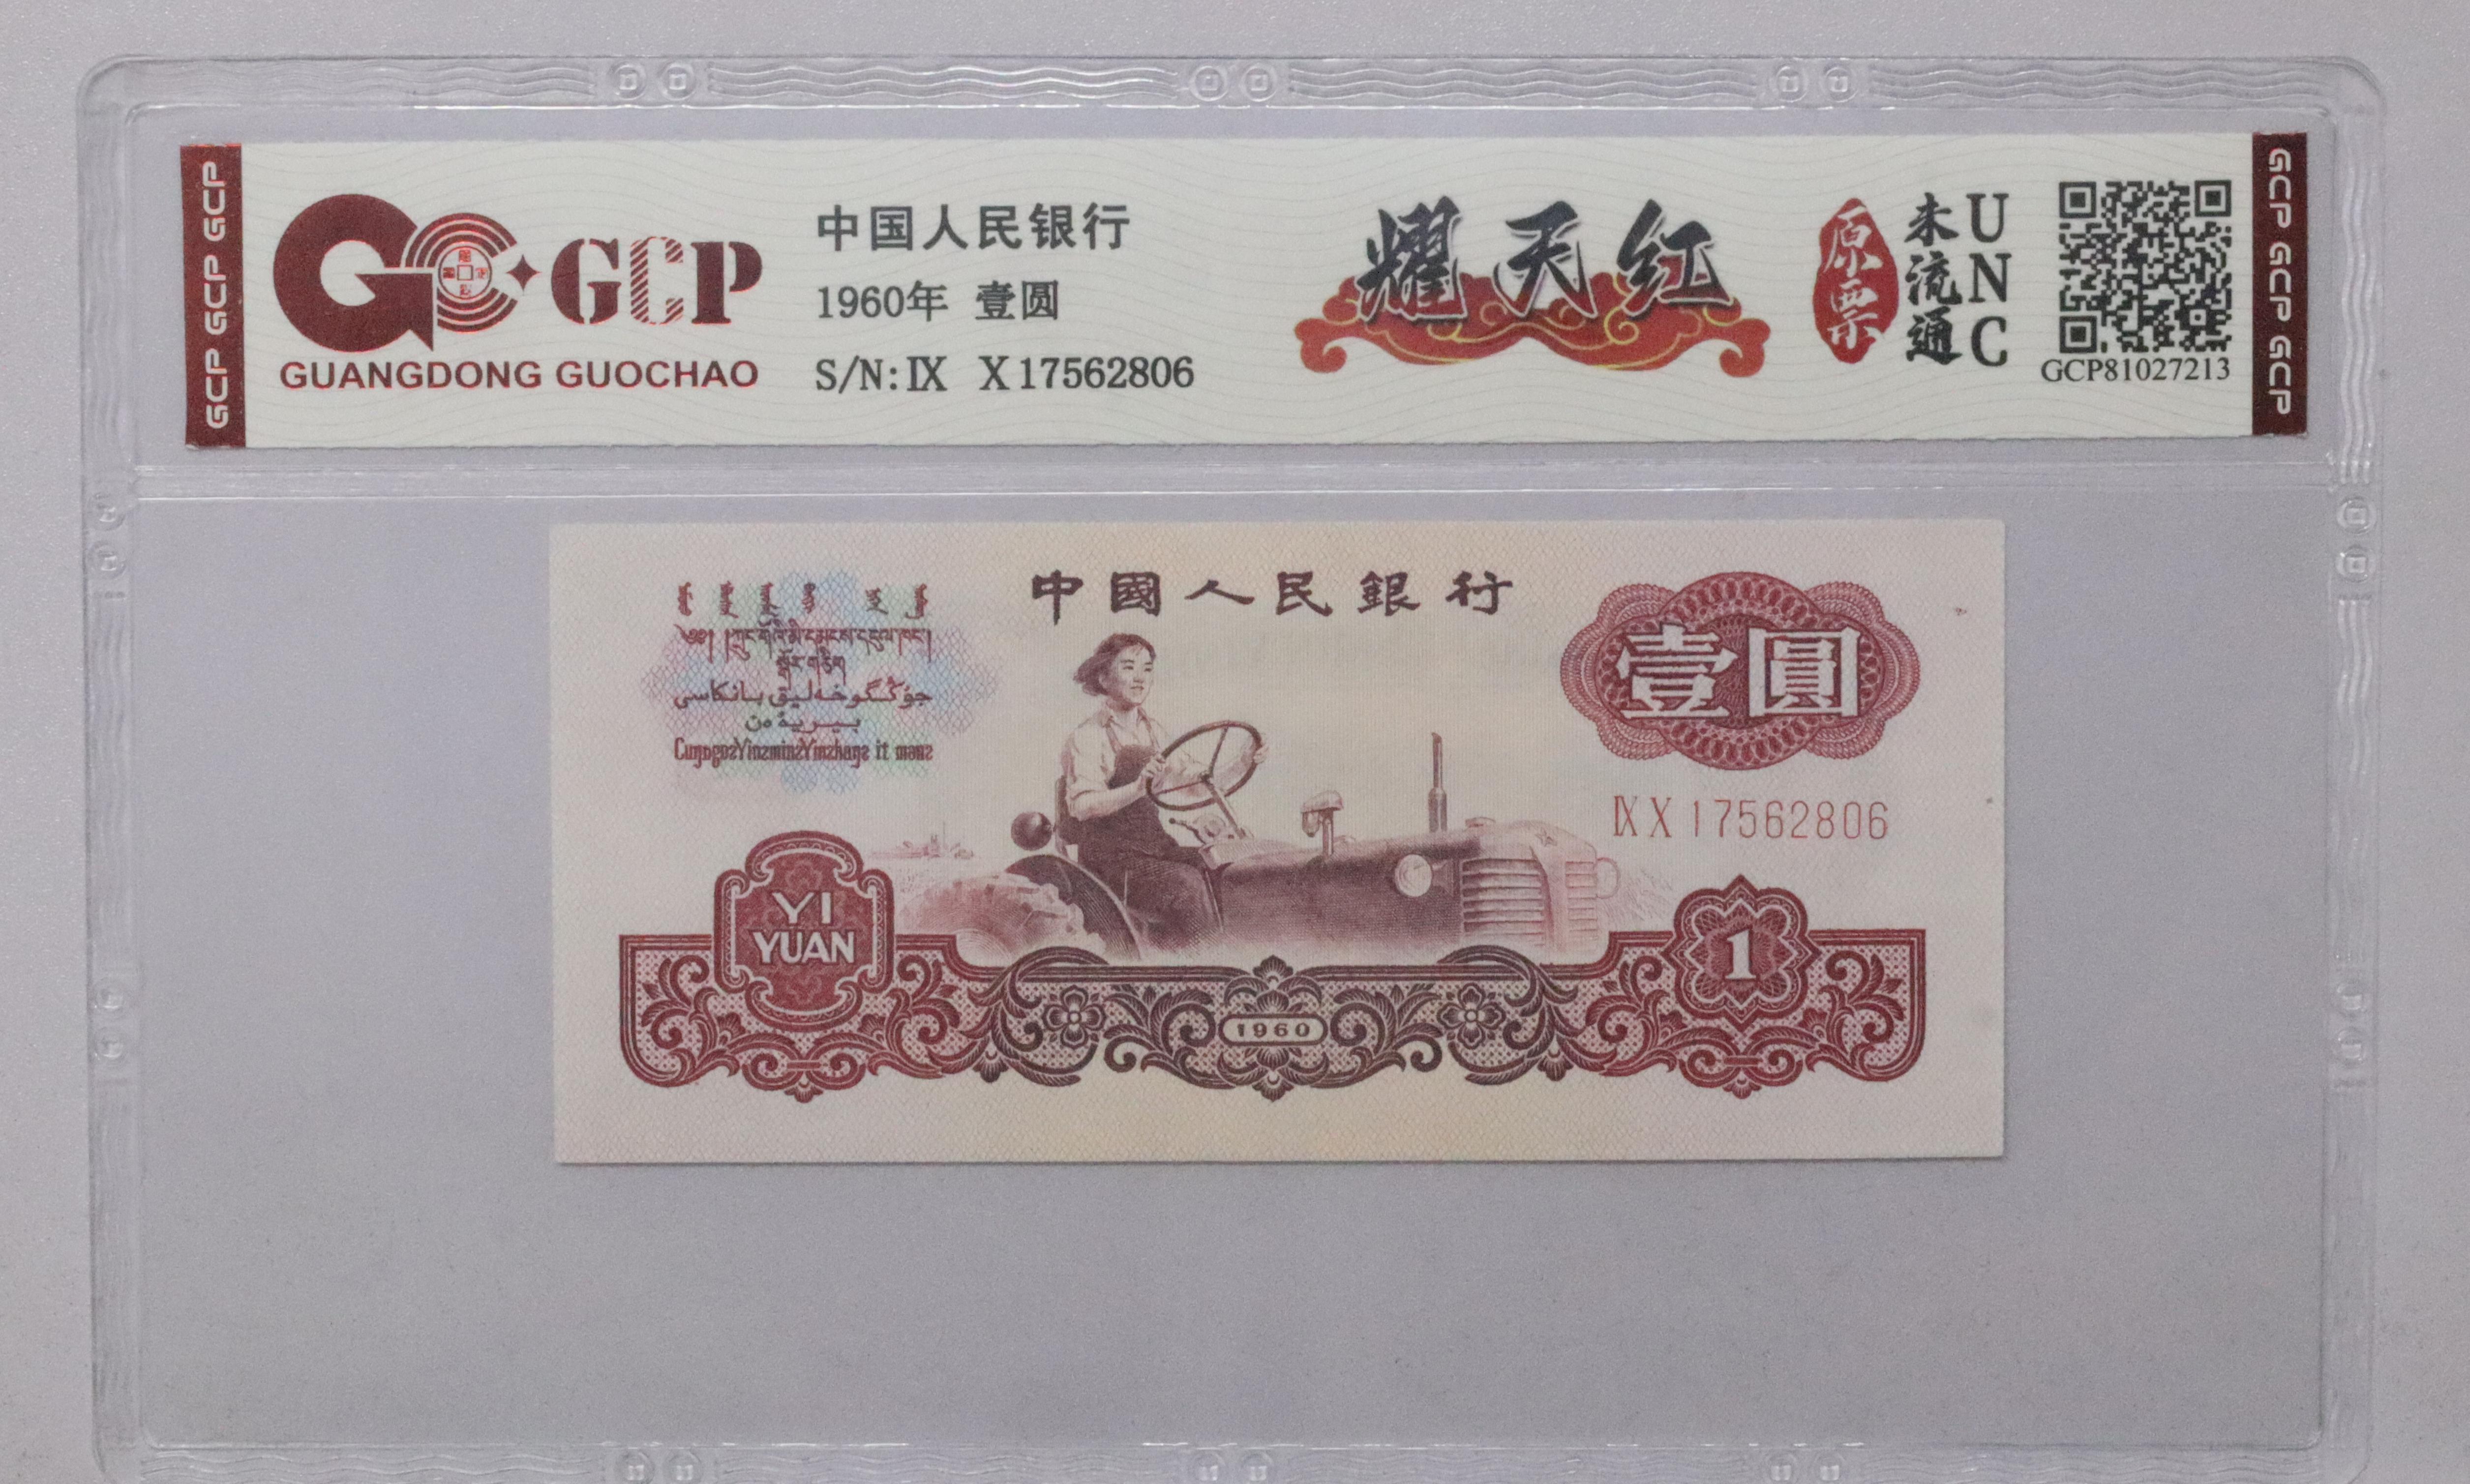 GCP GCP GCP
GCP
GUANGDONG GUOCHAO
中国人民银行
1960年 壹圆
S/N:Ⅸ Ⅹ17562806
耀天红
原票
未流通
UNC
GCP81027213
GCP GCP GCP
中國人民銀行
壹圓
ⅨⅩ17562806
YI
YUAN
1
1960